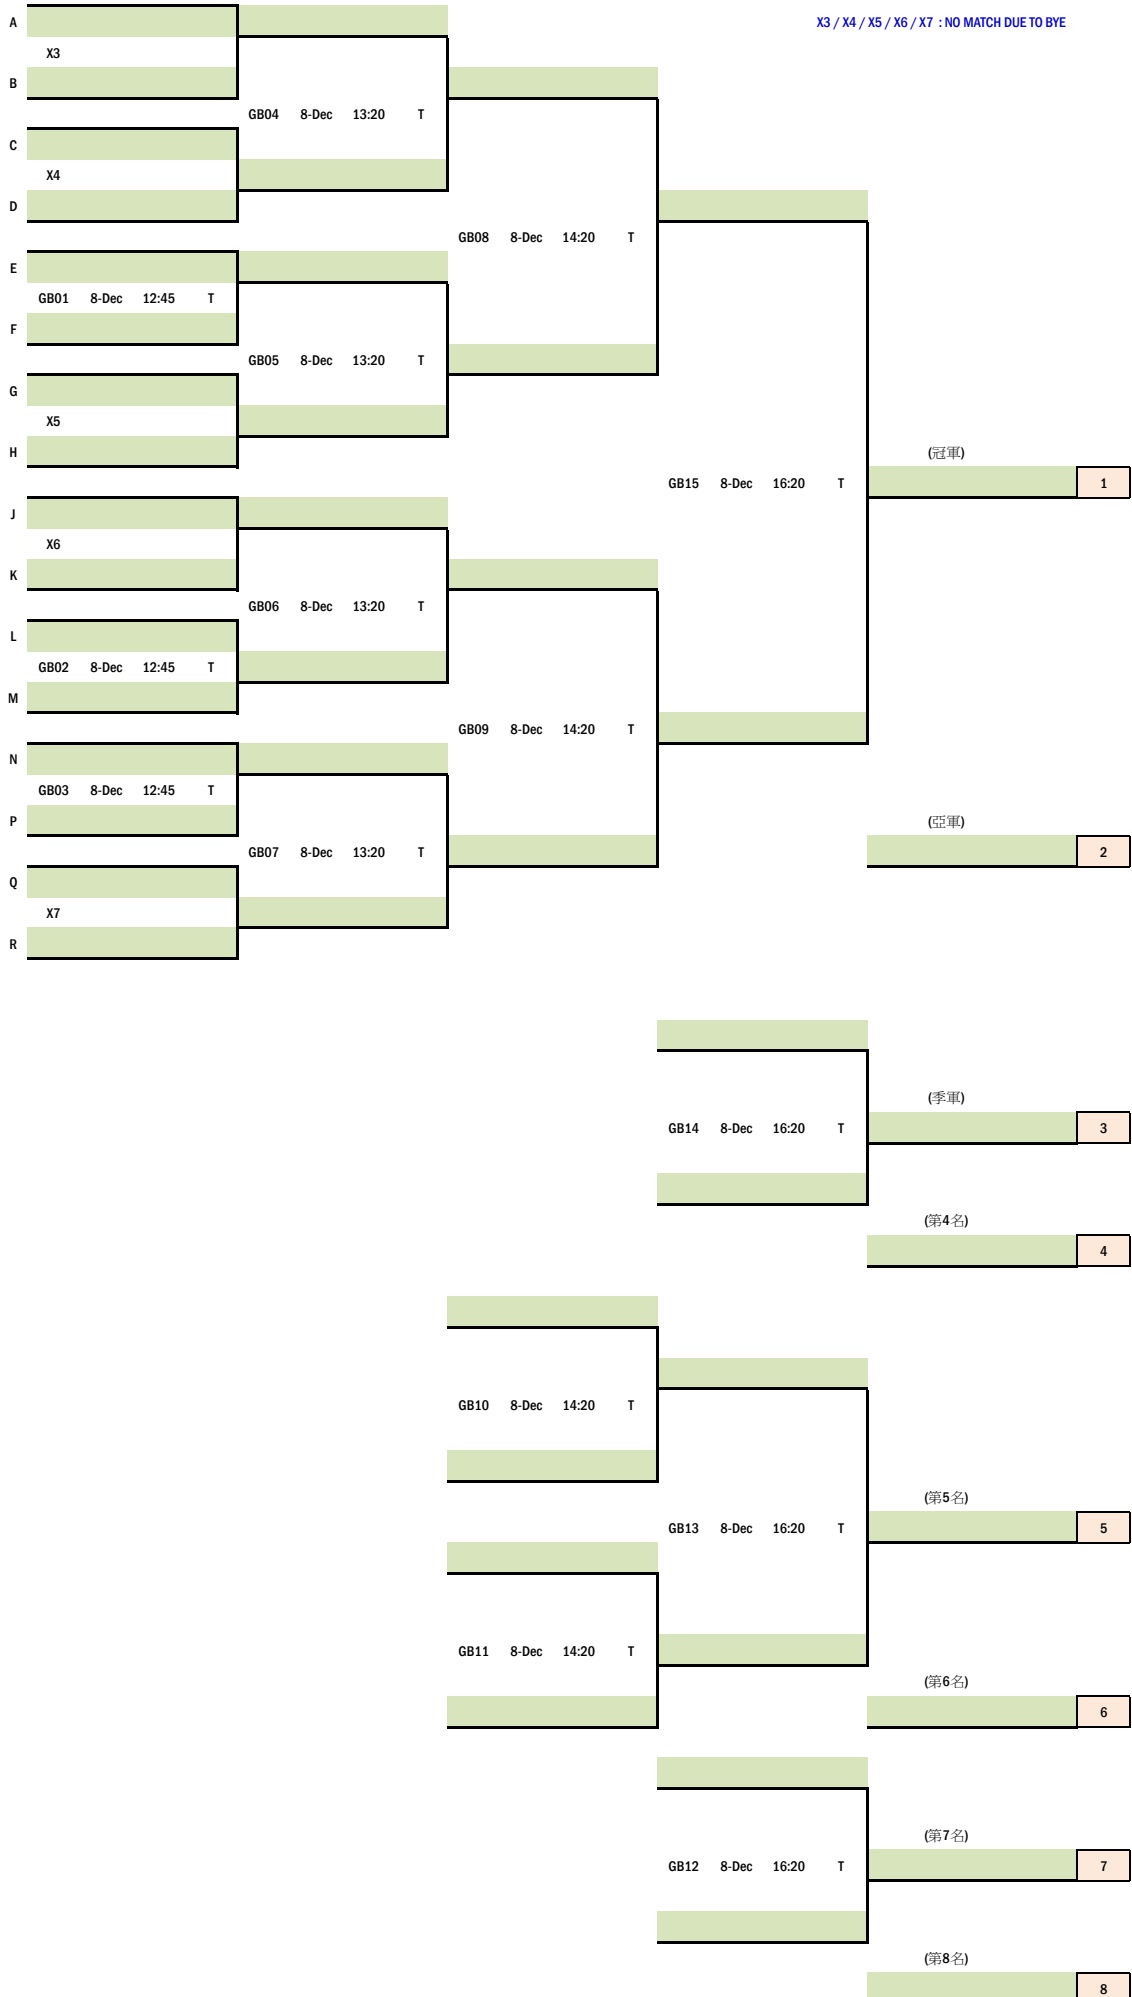 A
X3 / X4 / X5 / X6 / X7 : NO MATCH DUE TO BYE
X3
B
GB04 8-Dec 13:20 T
C
X4
D
GB08 8-Dec 14:20 T
E
GB01 8-Dec 12:45 T
F
GB05 8-Dec 13:20 T
G
X5
H
(冠軍)
GB15 8-Dec 16:20 T
1
J
X6
K
GB06 8-Dec 13:20 T
L
GB02 8-Dec 12:45 T
M
GB09 8-Dec 14:20 T
N
GB03 8-Dec 12:45 T
P
(亞軍)
GB07 8-Dec 13:20 T
2
Q
X7
R
(季軍)
GB14 8-Dec 16:20 T
3
(第4名)
4
GB10 8-Dec 14:20 T
(第5名)
GB13 8-Dec 16:20 T
5
GB11 8-Dec 14:20 T
(第6名)
6
(第7名)
GB12 8-Dec 16:20 T
7
(第8名)
8